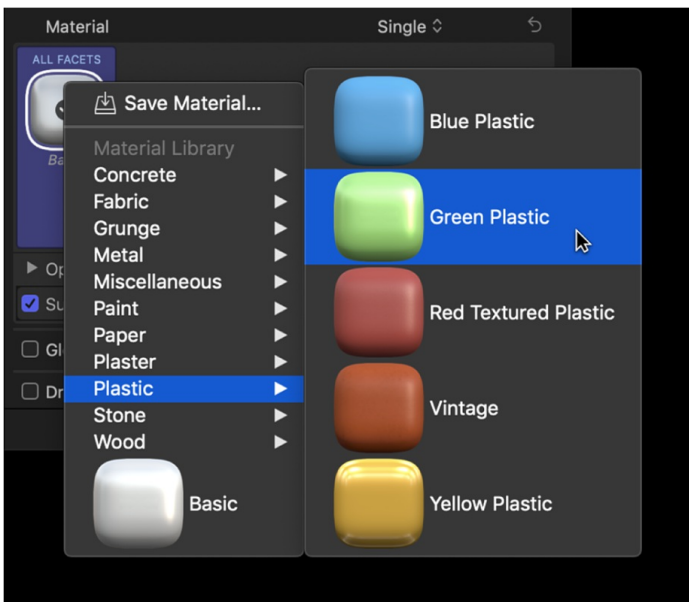 Material
Single
ALL FACETS
Save Material...
Material Library
Concrete
Fabric
Grunge
Metal
Miscellaneous
Paint
Paper
Plaster
Plastic
Stone
Wood
Basic
Blue Plastic
Green Plastic
Red Textured Plastic
Vintage
Yellow Plastic